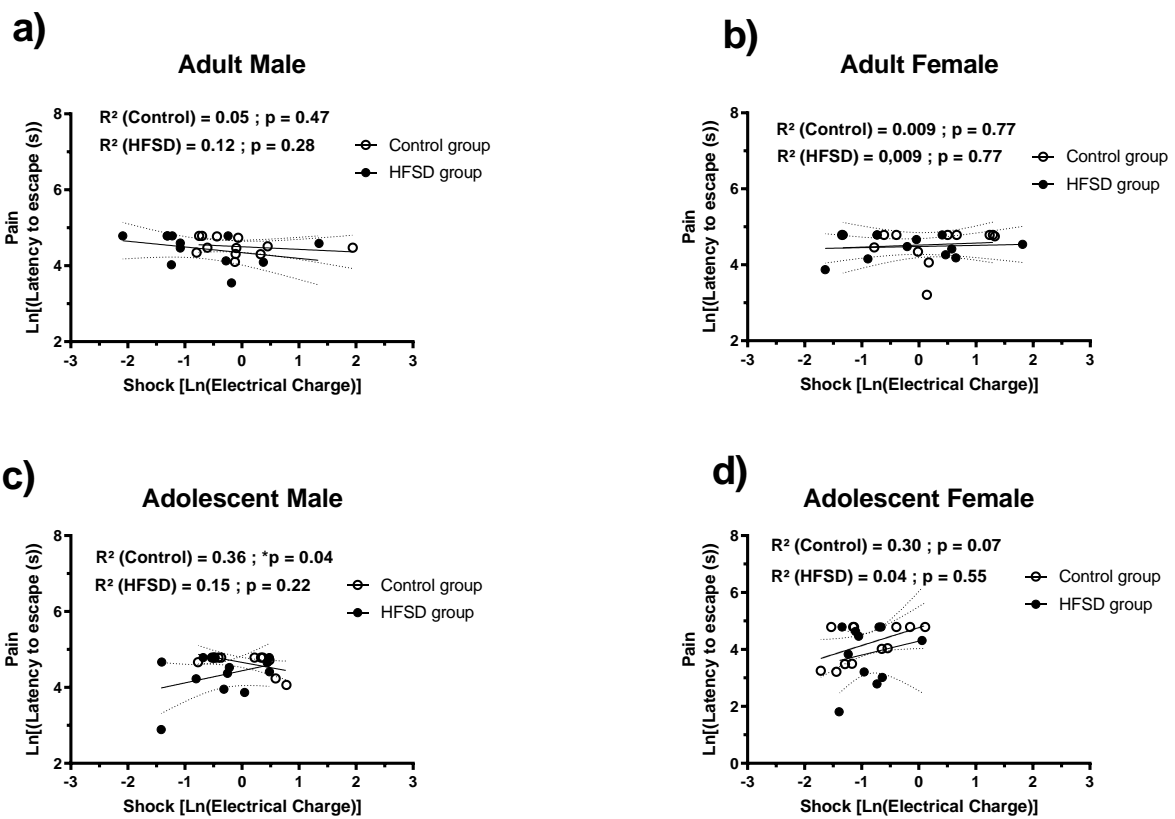 a)
Adult Male
R² (Control) = 0.05 ; p = 0.47
R² (HFSD) = 0.12 ; p = 0.28
Control group
HFSD group
Pain
Ln[(Latency to escape (s))]
8
6
4
2
-3 -2 -1 0 1 2 3
Shock [Ln(Electrical Charge)]
b)
Adult Female
R² (Control) = 0.009 ; p = 0.77
R² (HFSD) = 0,009 ; p = 0.77
Control group
HFSD group
Pain
Ln[(Latency to escape (s))]
8
6
4
2
-3 -2 -1 0 1 2 3
Shock [Ln(Electrical Charge)]
c)
Adolescent Male
R² (Control) = 0.36 ; *p = 0.04
R² (HFSD) = 0.15 ; p = 0.22
Control group
HFSD group
Pain
Ln[(Latency to escape (s))]
8
6
4
2
-3 -2 -1 0 1 2 3
Shock [Ln(Electrical Charge)]
d)
Adolescent Female
R² (Control) = 0.30 ; p = 0.07
R² (HFSD) = 0.04 ; p = 0.55
Control group
HFSD group
Pain
Ln[(Latency to escape (s))]
8
6
4
2
0
-3 -2 -1 0 1 2 3
Shock [Ln(Electrical Charge)]